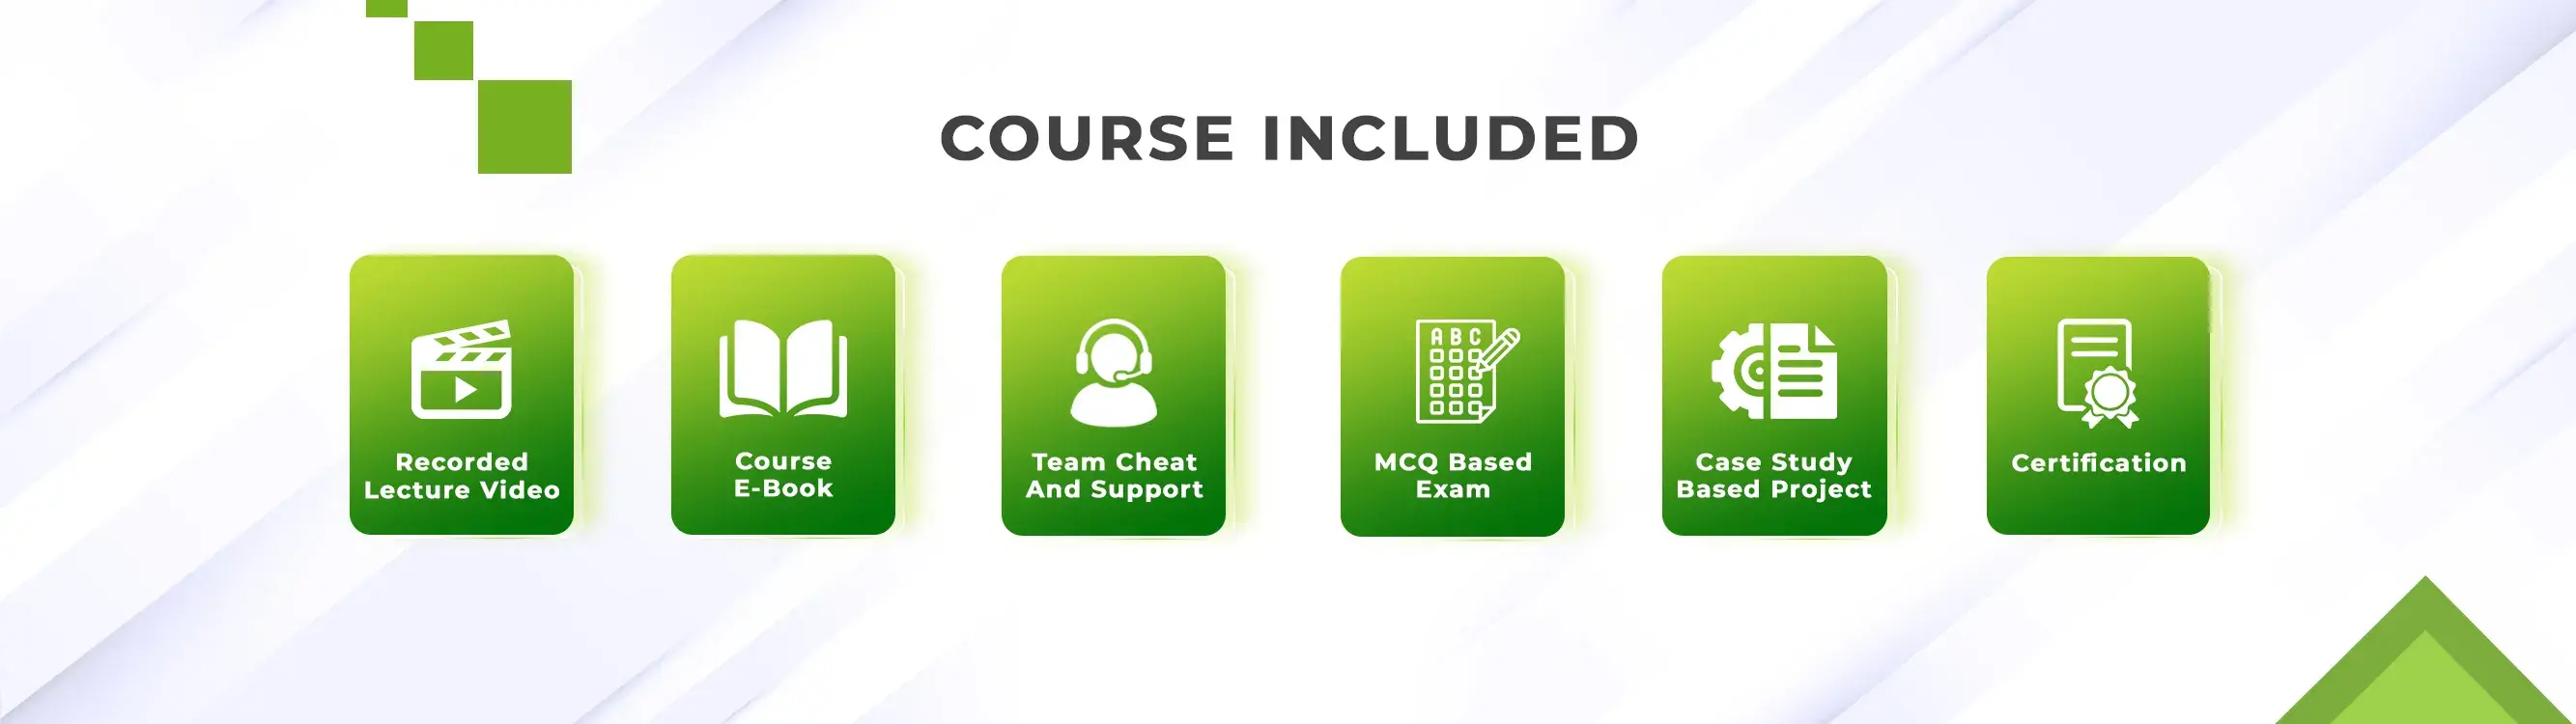 COURSE INCLUDED
Recorded
Lecture Video
Course
E-Book
Team Cheat
And Support
A B C
MCQ Based
Exam
Case Study
Based Project
Certification